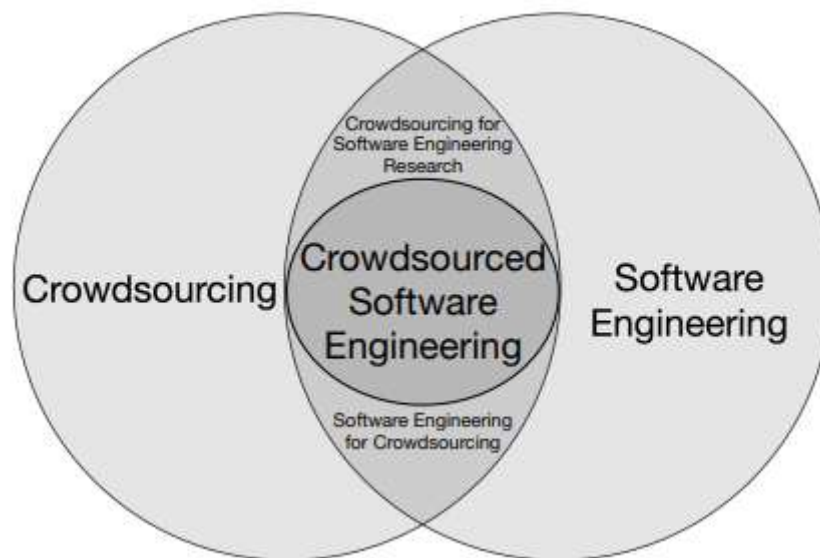 Crowdsourcing for
Software Engineering
Research
Crowdsourcing
Crowdsourced
Software
Engineering
Software
Engineering
Software Engineering
for Crowdsourcing